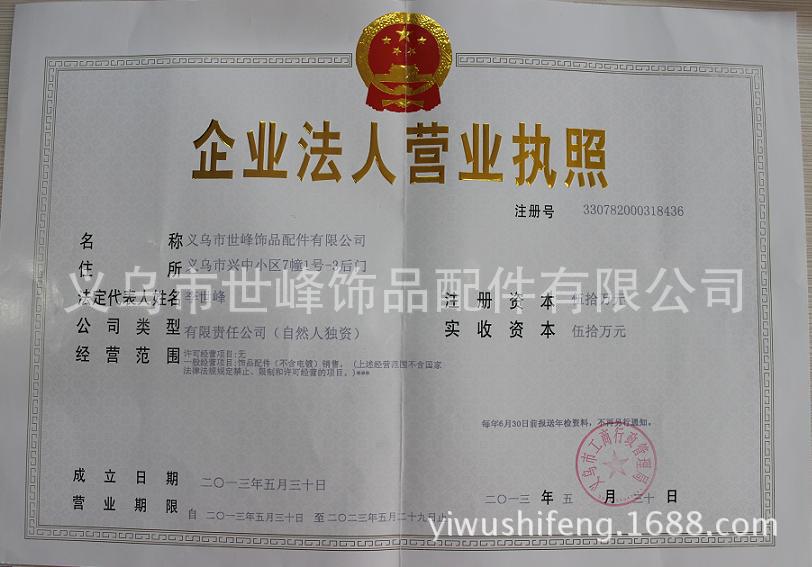 企业法人营业执照
注册号 330782000318436
名称 义乌市世峰饰品配件有限公司
住所 义乌市兴中小区7幢1号-3后门
义乌市世峰饰品配件有限公司
法定代表人姓名 李世峰
注册资本 伍拾万元
公司类型 有限责任公司（自然人独资）
实收资本 伍拾万元
经营范围 许可经营项目:无
一般经营项目:饰品配件（不含电镀）销售。（上述经营范围不含国家
法律法规规定禁止、限制和许可经营的项目。)***
每年6月30日前报送年检资料，不再另行通知。
义乌市工商行政管理局
成立日期 二〇一三年五月三十日
二〇一三 年 五 月 三十 日
营业期限 自 二〇一三年五月三十日 至 二〇二三年五月二十九日止
yiwushifeng.1688.com